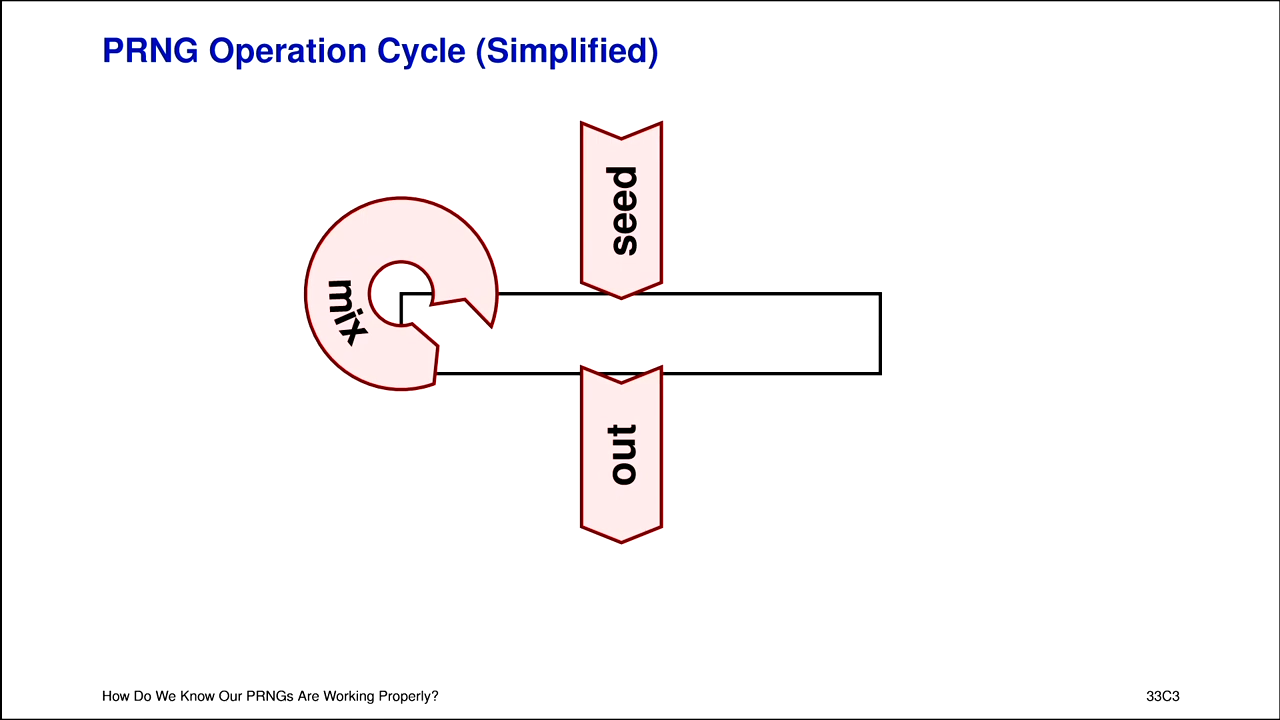 PRNG Operation Cycle (Simplified)
seed
mix
out
How Do We Know Our PRNGs Are Working Properly?
33C3